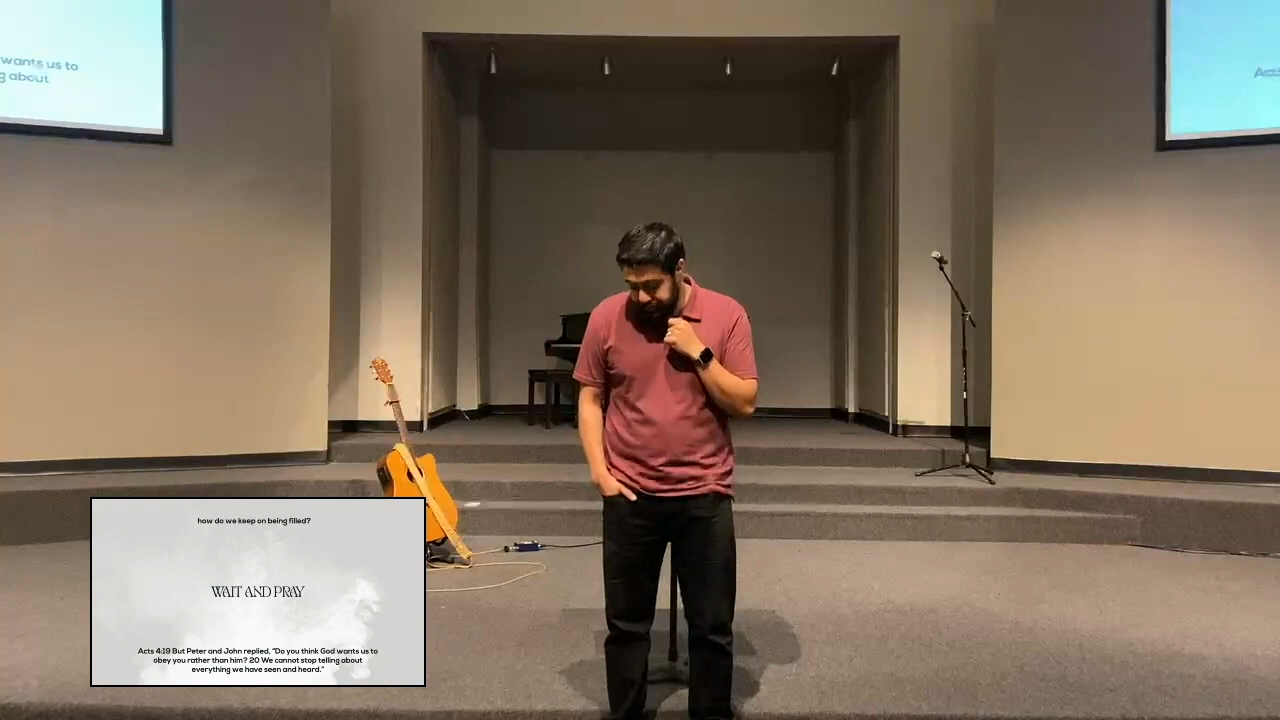 wants us to
g about
Acts
how do we keep on being filled?
WAIT AND PRAY
Acts 4:19 But Peter and John replied, "Do you think God wants us to
obey you rather than him? 20 We cannot stop telling about
everything we have seen and heard."